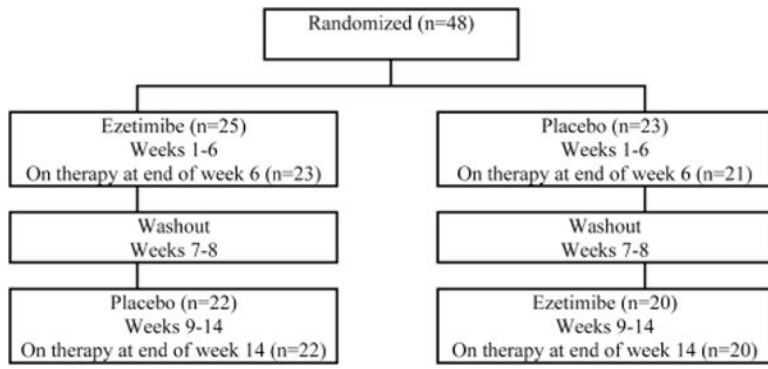 Randomized (n=48)
Ezetimibe (n=25)
Weeks 1-6
On therapy at end of week 6 (n=23)
Placebo (n=23)
Weeks 1-6
On therapy at end of week 6 (n=21)
Washout
Weeks 7-8
Washout
Weeks 7-8
Placebo (n=22)
Weeks 9-14
On therapy at end of week 14 (n=22)
Ezetimibe (n=20)
Weeks 9-14
On therapy at end of week 14 (n=20)